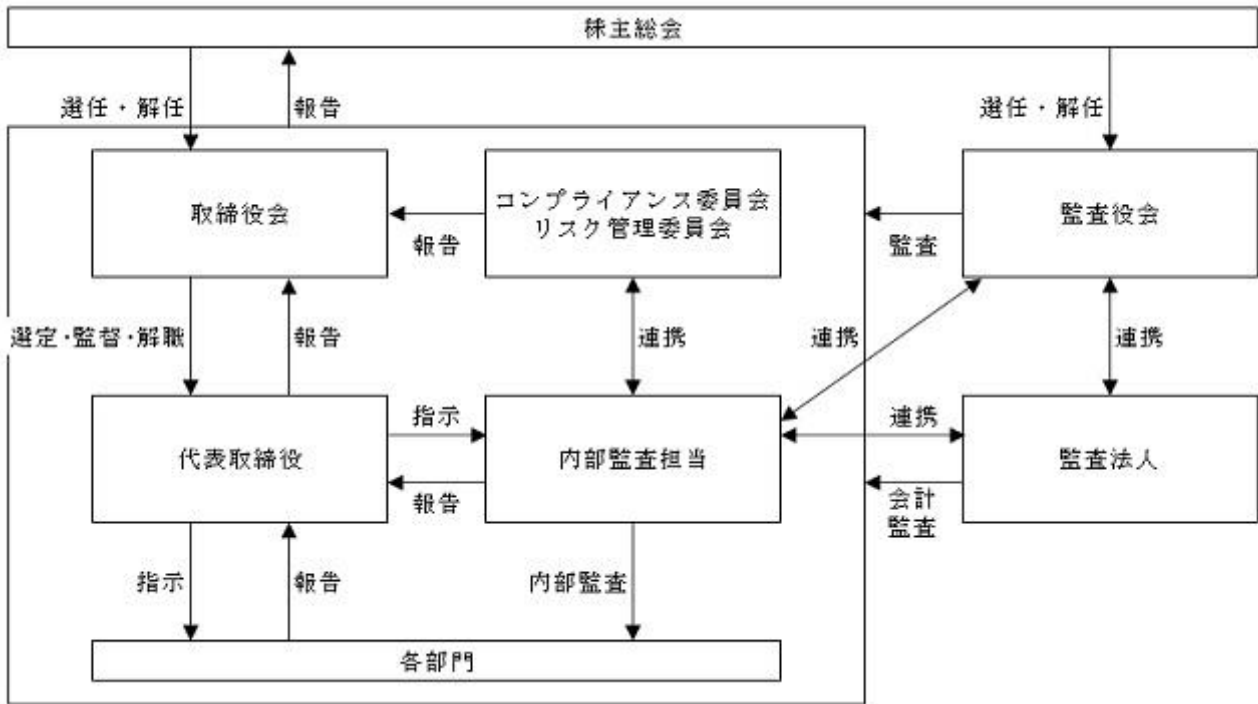 株主総会
選任・解任
報告
選任・解任
取締役会
コンプライアンス委員会
リスク管理委員会
監査役会
報告
監査
選定・監督・解職
報告
連携
連携
連携
代表取締役
指示
報告
内部監査担当
連携
会計
監査
監査法人
指示
報告
内部監査
各部門